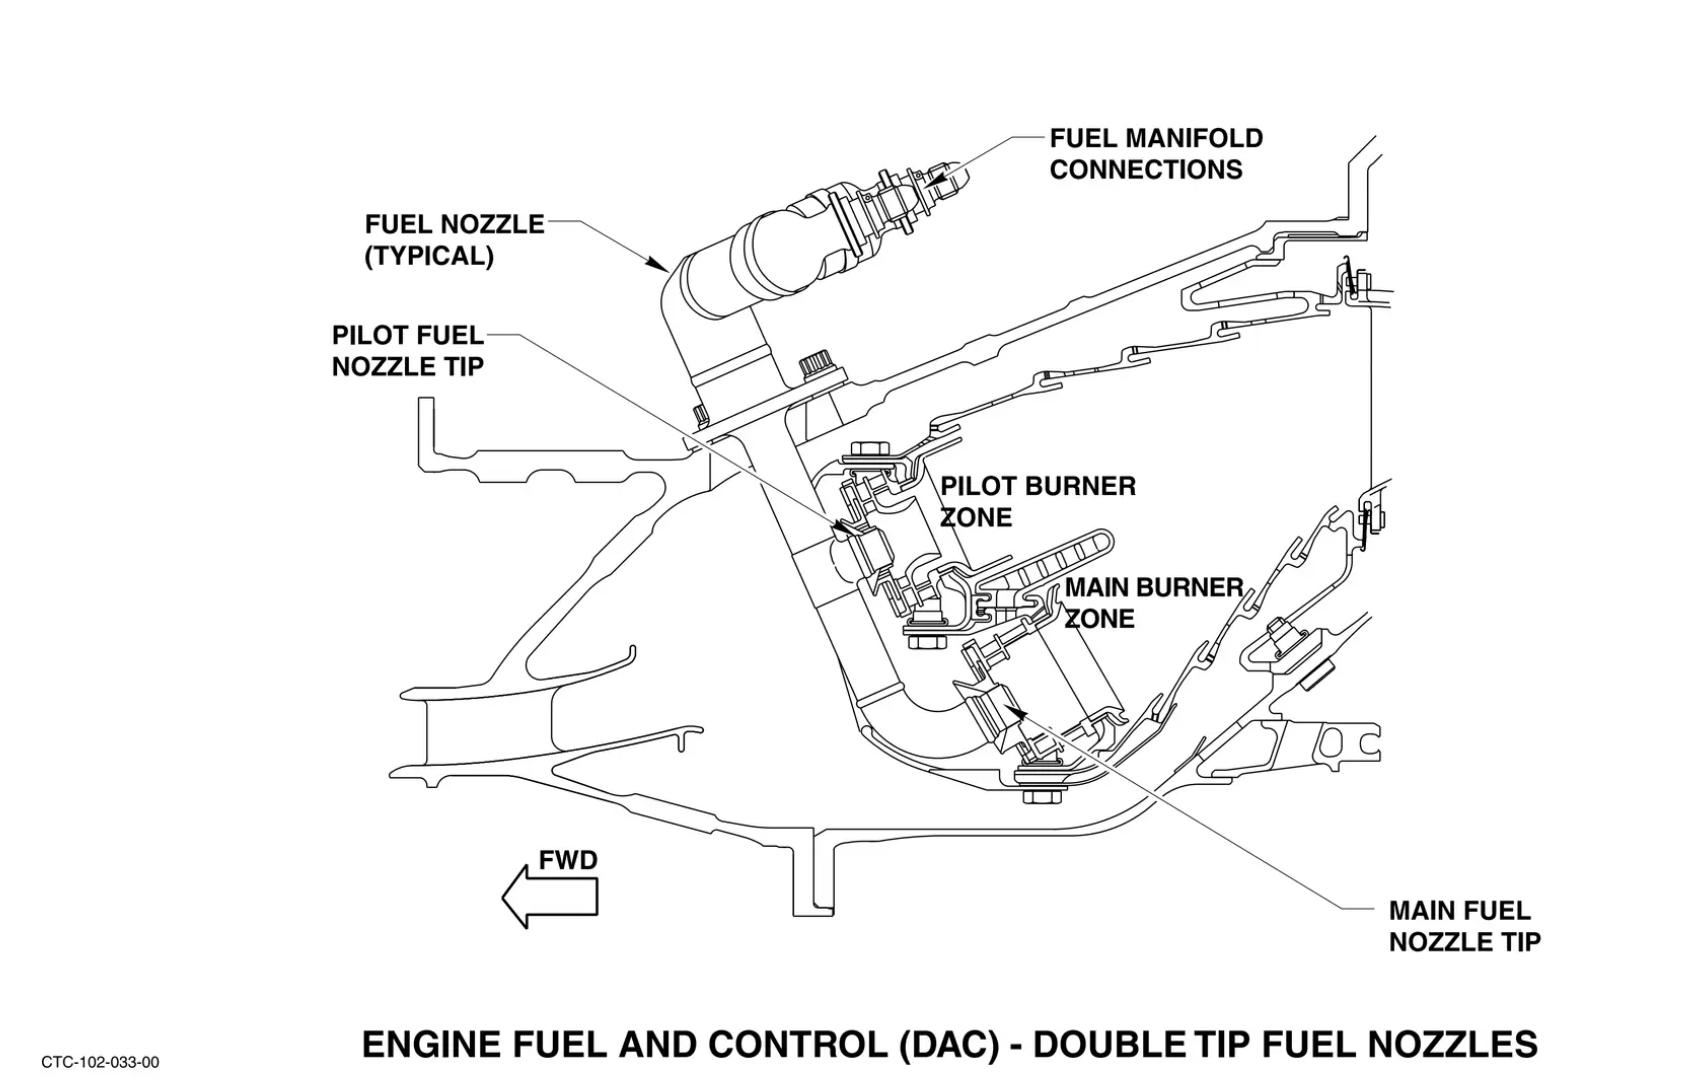 FUEL MANIFOLD
CONNECTIONS
FUEL NOZZLE
(TYPICAL)
PILOT FUEL
NOZZLE TIP
PILOT BURNER
ZONE
MAIN BURNER
ZONE
FWD
MAIN FUEL
NOZZLE TIP
ENGINE FUEL AND CONTROL (DAC) - DOUBLE TIP FUEL NOZZLES
CTC-102-033-00